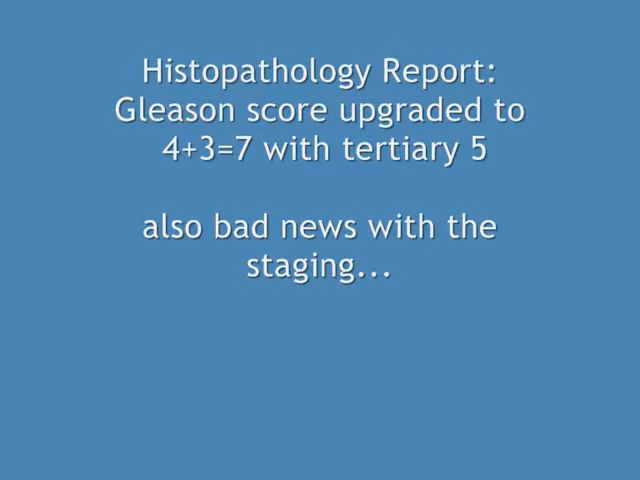 Histopathology Report:
Gleason score upgraded to
4+3=7 with tertiary 5
also bad news with the
staging...